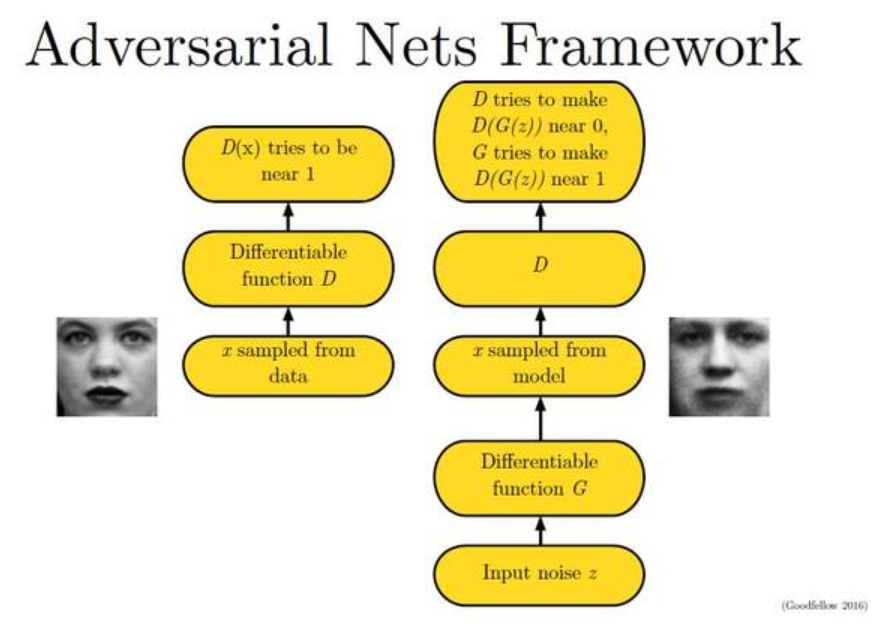 Adversarial Nets Framework
D(x) tries to be
near 1
Differentiable
function D
x sampled from
data
D tries to make
D(G(z)) near 0,
G tries to make
D(G(z)) near 1
D
x sampled from
model
Differentiable
function G
Input noise z
(Goodfellow 2016)